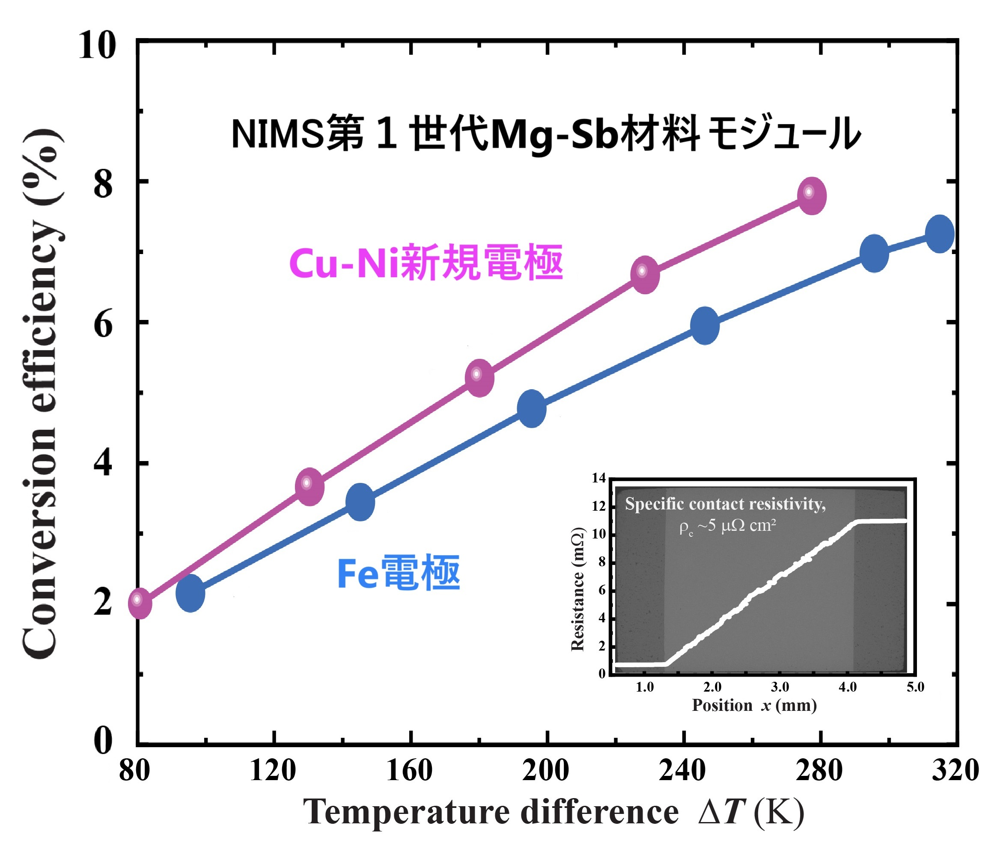 10
8
6
4
2
0
Conversion efficiency (%)
NIMS第１世代Mg-Sb材料 モジュール
Cu-Ni新規電極
Fe電極
80 120 160 200 240 280 320
Temperature difference ΔT (K)
14
12
10
8
6
4
2
0
Resistance (mΩ)
Specific contact resistivity,
ρc ~5 μΩ cm²
1.0 2.0 3.0 4.0 5.0
Position x (mm)